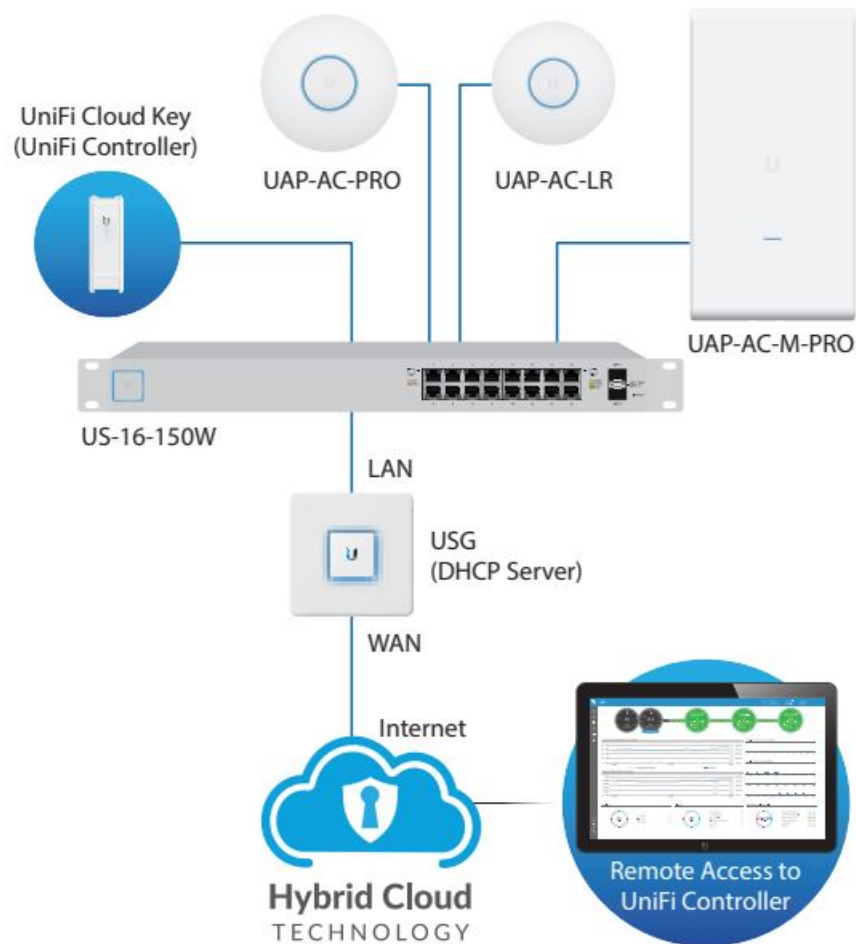 UniFi Cloud Key
(UniFi Controller)
UAP-AC-PRO
UAP-AC-LR
UAP-AC-M-PRO
US-16-150W
LAN
USG
(DHCP Server)
WAN
Internet
Hybrid Cloud
TECHNOLOGY
Remote Access to
UniFi Controller